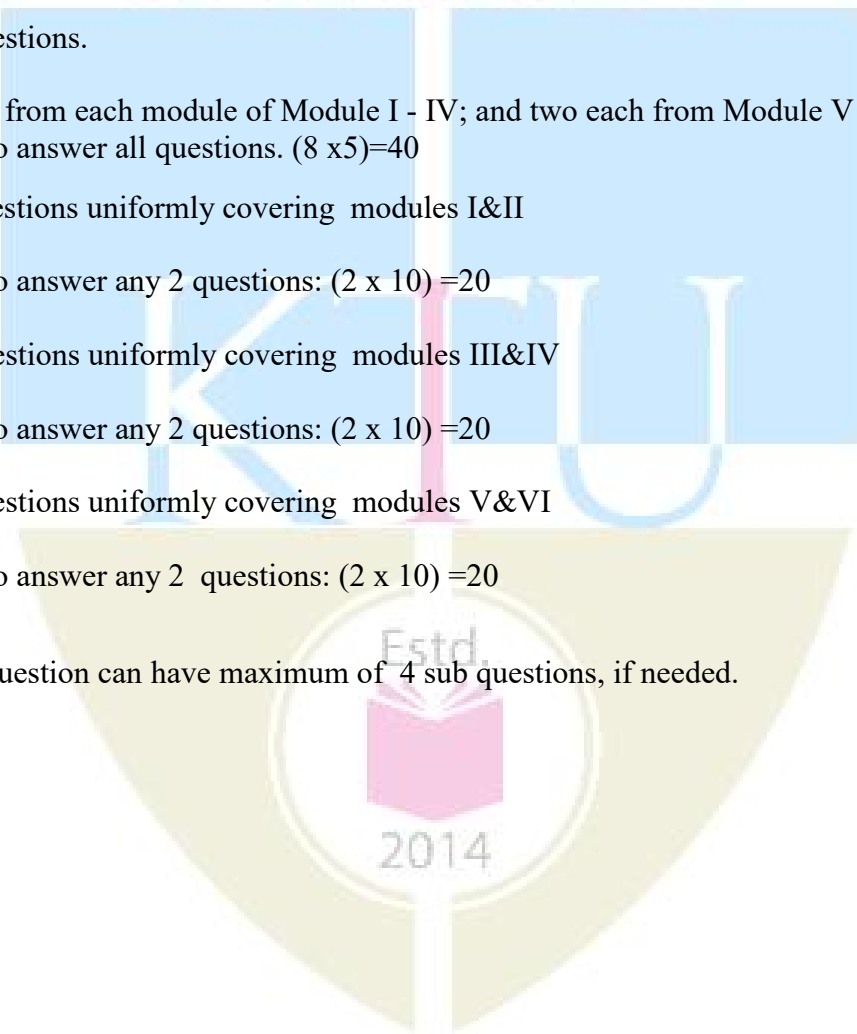 estions.
from each module of Module I - IV; and two each from Module V
o answer all questions. (8 x5)=40
estions uniformly covering modules I&II
o answer any 2 questions: (2 x 10) =20
KTU
estions uniformly covering modules III&IV
o answer any 2 questions: (2 x 10) =20
estions uniformly covering modules V&VI
o answer any 2 questions: (2 x 10) =20
Estd.
uestion can have maximum of 4 sub questions, if needed.
2014